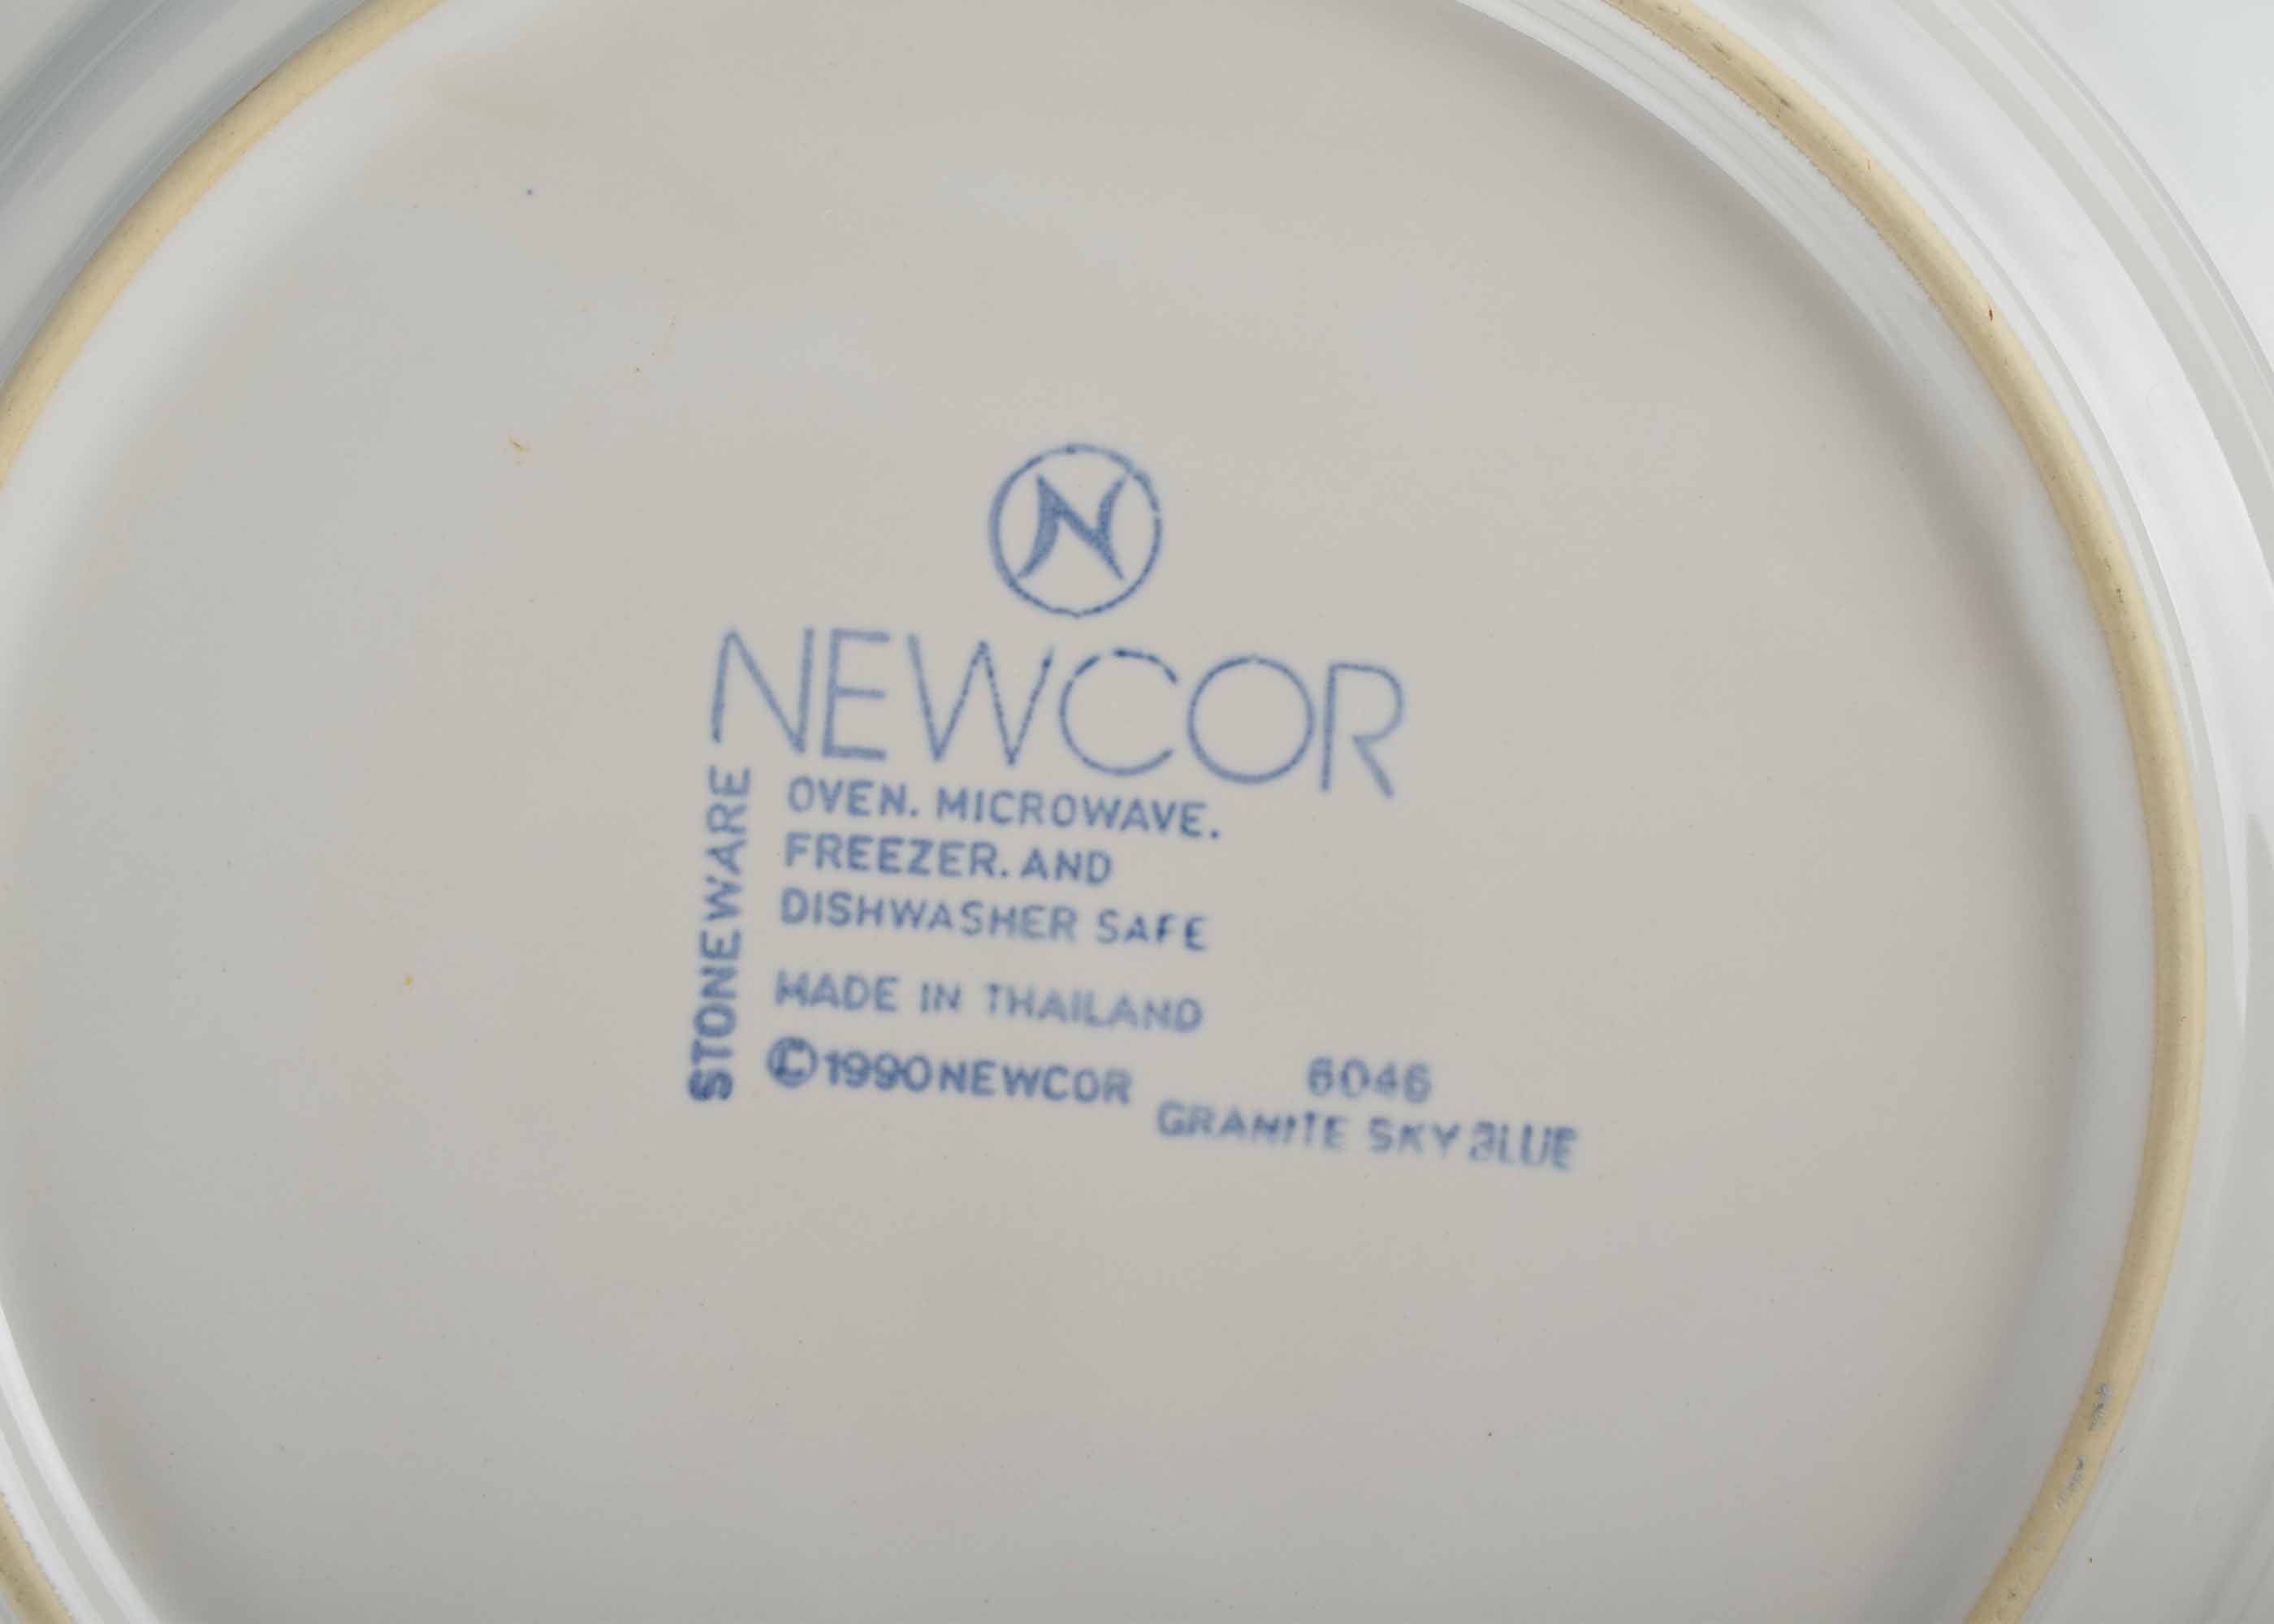 N
NEWCOR
STONEWARE
OVEN. MICROWAVE.
FREEZER. AND
DISHWASHER SAFE
MADE IN THAILAND
©1990 NEWCOR
6046
GRANITE SKY BLUE